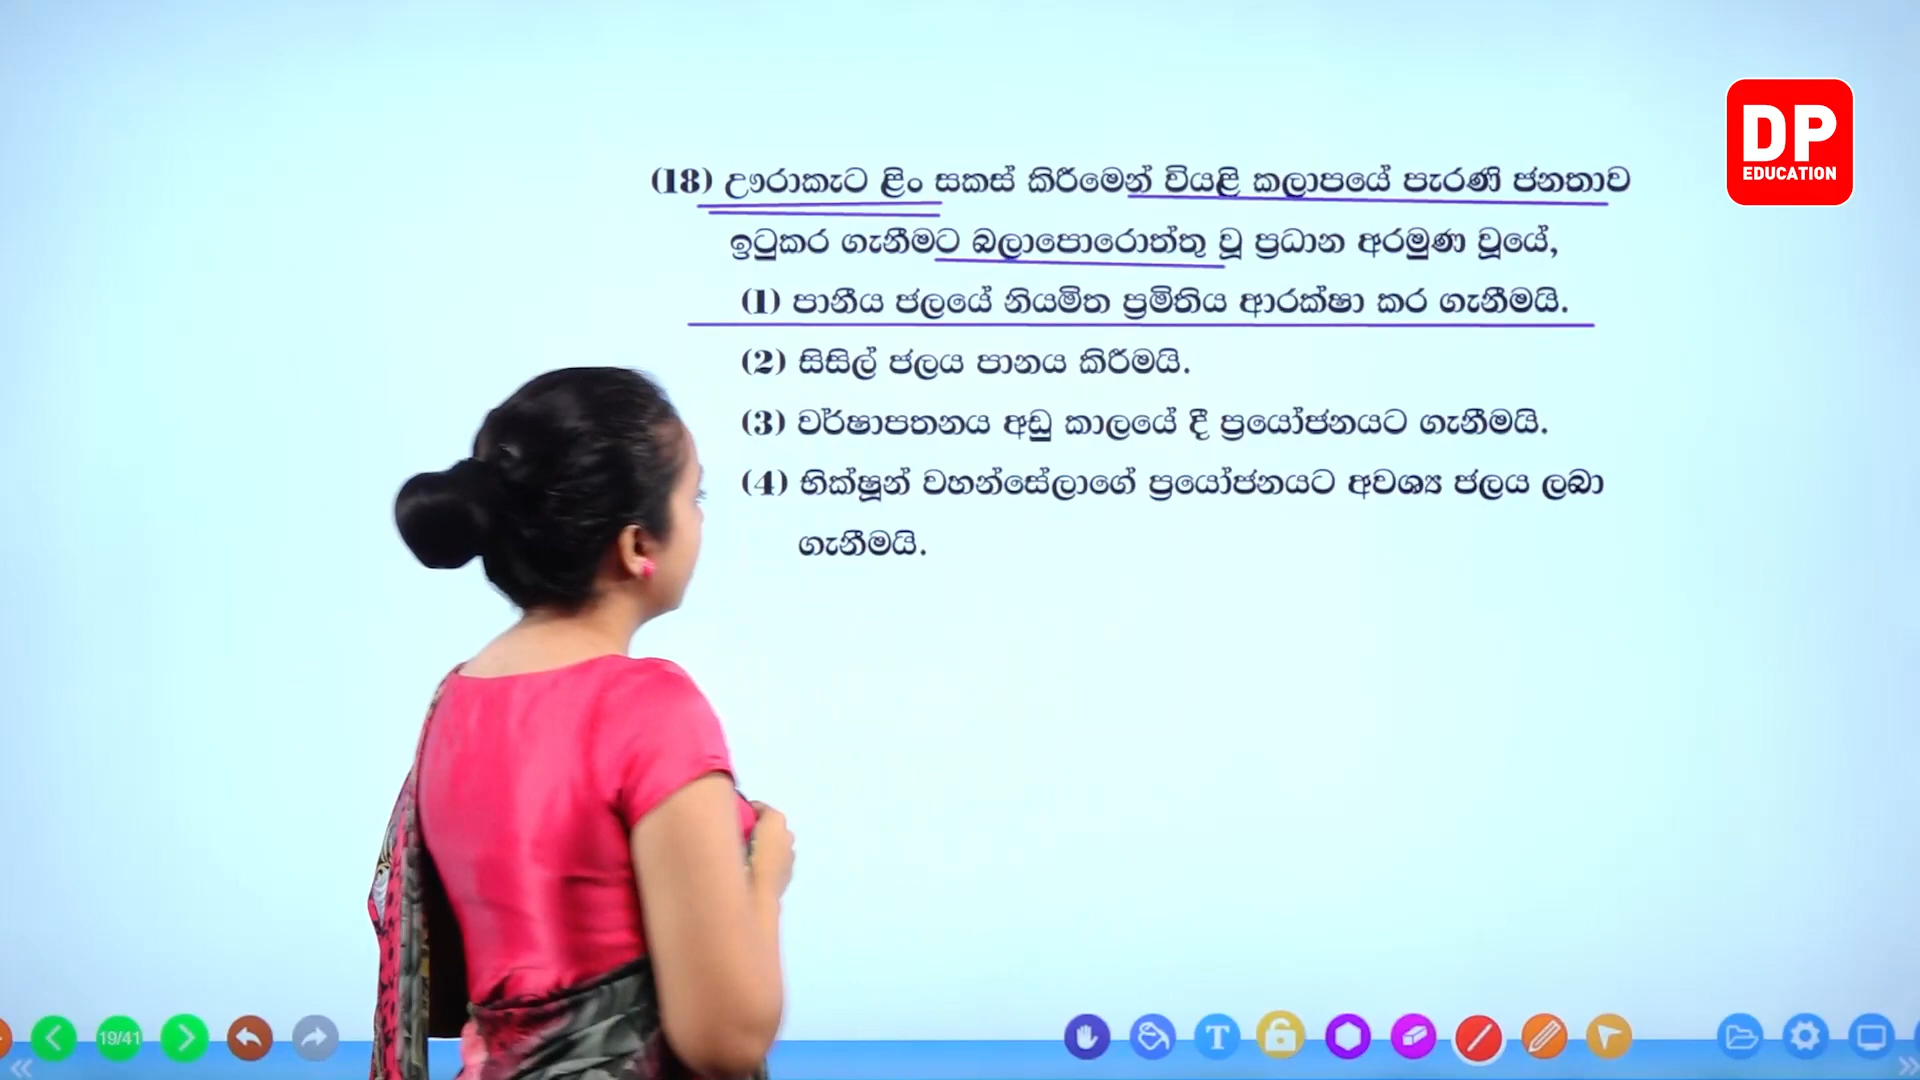 DP
EDUCATION
(18) ඌරාකැට ළිං සකස් කිරීමෙන් වියළි කලාපයේ පැරණි ජනතාව
ඉටුකර ගැනීමට බලාපොරොත්තු වූ ප්‍රධාන අරමුණ වූයේ,
(1) පානීය ජලයේ නියමිත ප්‍රමිතිය ආරක්ෂා කර ගැනීමයි.
(2) සිසිල් ජලය පානය කිරීමයි.
(3) වර්ෂාපතනය අඩු කාලයේ දී ප්‍රයෝජනයට ගැනීමයි.
(4) භික්ෂූන් වහන්සේලාගේ ප්‍රයෝජනයට අවශ්‍ය ජලය ලබා
ගැනීමයි.
19/41
T